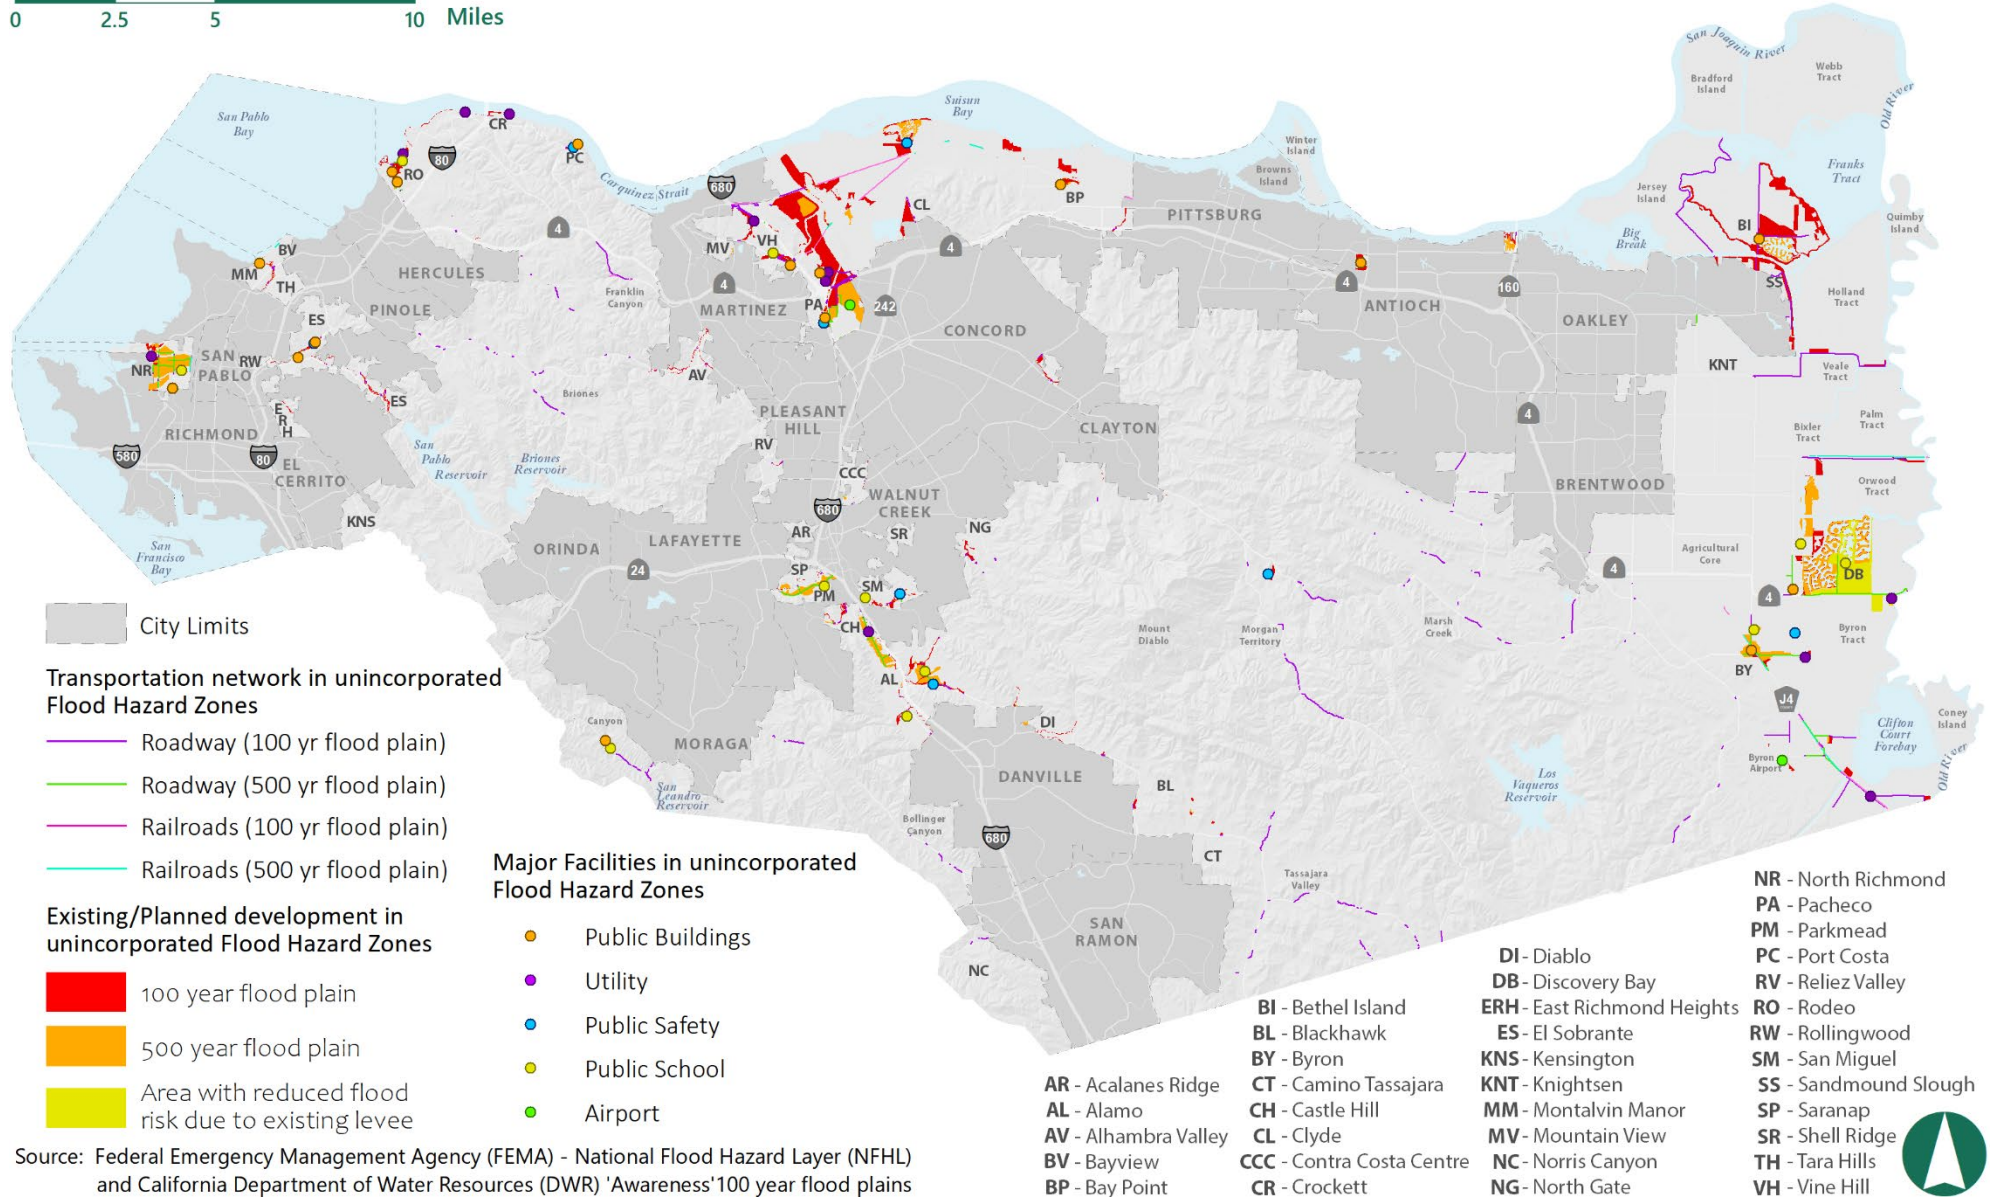 0 2.5 5 10 Miles
San Joaquin River
Webb
Tract
Bradford
Island
Old River
San Pablo
Bay
Suisun
Bay
CR
80
PC
RO
Carquinez Strait
680
Winter
Island
Browns
Island
Franks
Tract
Jersey
Island
Quimby
Island
BP
CL
PITTSBURG
BI
Big
Break
4
MV
VH
4
BV
MM
TH
HERCULES
Franklin
Canyon
4
MARTINEZ
PA
242
4
ANTIOCH
160
OAKLEY
SS
Holland
Tract
PINOLE
ES
CONCORD
NR
SAN
PABLO
RW
AV
KNT
Veale
Tract
Briones
ES
E
R
H
PLEASANT
HILL
CLAYTON
4
Palm
Tract
Bixler
Tract
RICHMOND
580
80
EL
CERRITO
San
Pablo
Reservoir
Briones
Reservoir
RV
CCC
WALNUT
CREEK
BRENTWOOD
Orwood
Tract
KNS
680
San
Francisco
Bay
ORINDA
LAFAYETTE
24
AR
SR
NG
SP
PM
SM
Agricultural
Core
4
DB
4
CH
Mount
Diablo
Morgan
Territory
Marsh
Creek
Byron
Tract
BY
AL
J4
Canyon
MORAGA
DI
Clifton
Court
Forebay
Coney
Island
Byron
Airport
Old River
San
Leandro
Reservoir
DANVILLE
BL
Los
Vaqueros
Reservoir
Bollinger
Canyon
680
CT
Tassajara
Valley
SAN
RAMON
NC
City Limits
Transportation network in unincorporated
Flood Hazard Zones
Roadway (100 yr flood plain)
Roadway (500 yr flood plain)
Railroads (100 yr flood plain)
Railroads (500 yr flood plain)
Existing/Planned development in
unincorporated Flood Hazard Zones
100 year flood plain
500 year flood plain
Area with reduced flood
risk due to existing levee
Major Facilities in unincorporated
Flood Hazard Zones
Public Buildings
Utility
Public Safety
Public School
Airport
AR - Acalanes Ridge
AL - Alamo
AV - Alhambra Valley
BV - Bayview
BP - Bay Point
BI - Bethel Island
BL - Blackhawk
BY - Byron
CT - Camino Tassajara
CH - Castle Hill
CL - Clyde
CCC - Contra Costa Centre
CR - Crockett
DI - Diablo
DB - Discovery Bay
ERH - East Richmond Heights
ES - El Sobrante
KNS - Kensington
KNT - Knightsen
MM - Montalvin Manor
MV - Mountain View
NC - Norris Canyon
NG - North Gate
NR - North Richmond
PA - Pacheco
PM - Parkmead
PC - Port Costa
RV - Reliez Valley
RO - Rodeo
RW - Rollingwood
SM - San Miguel
SS - Sandmound Slough
SP - Saranap
SR - Shell Ridge
TH - Tara Hills
VH - Vine Hill
Source: Federal Emergency Management Agency (FEMA) - National Flood Hazard Layer (NFHL)
and California Department of Water Resources (DWR) 'Awareness'100 year flood plains